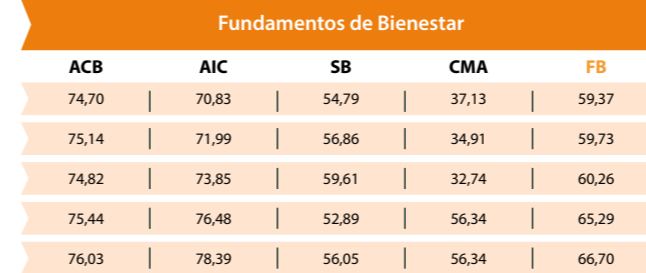 Fundamentos de Bienestar
ACB AIC SB CMA FB
74,70 | 70,83 | 54,79 | 37,13 | 59,37
75,14 | 71,99 | 56,86 | 34,91 | 59,73
74,82 | 73,85 | 59,61 | 32,74 | 60,26
75,44 | 76,48 | 52,89 | 56,34 | 65,29
76,03 | 78,39 | 56,05 | 56,34 | 66,70